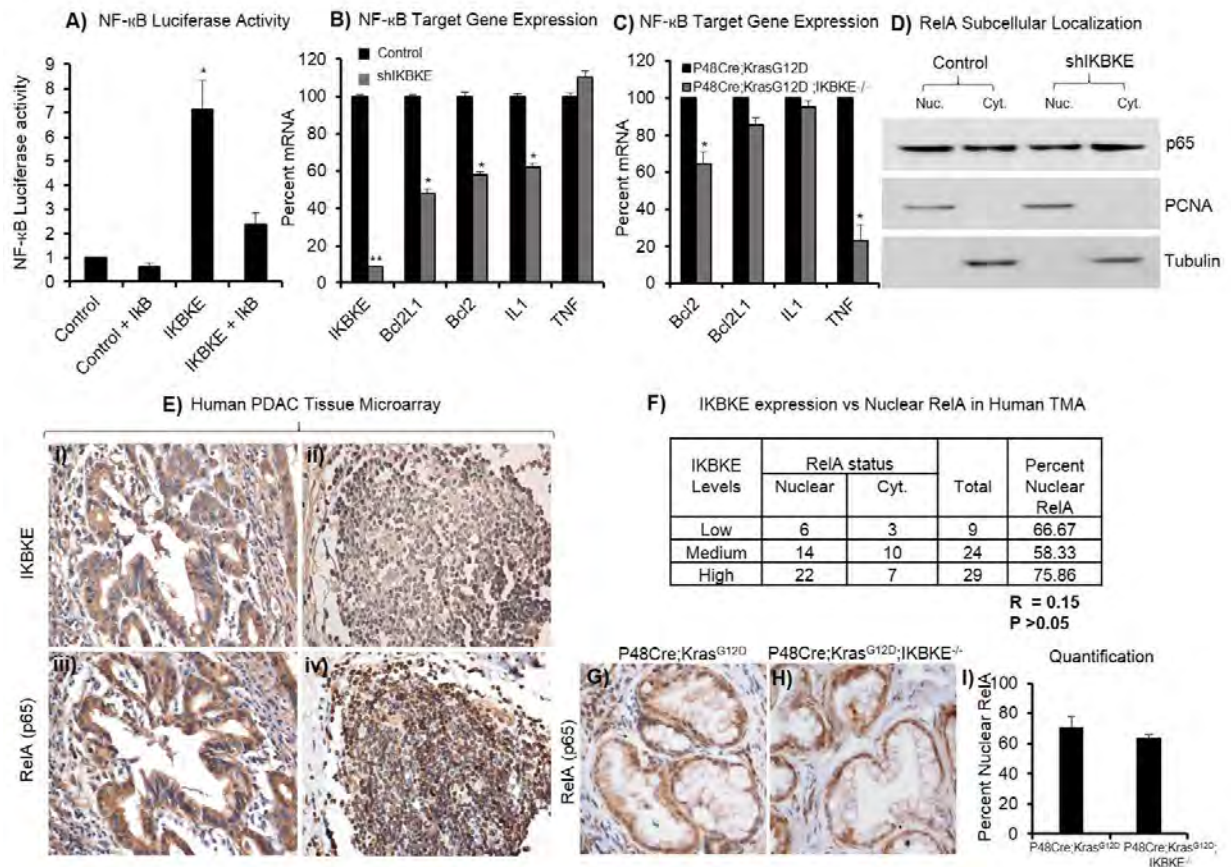 A) NF-κB Luciferase Activity
NF-κB Luciferase activity
9
8
7
6
5
4
3
2
1
0
*
Control
Control + IkB
IKBKE
IKBKE + IkB
B) NF-κB Target Gene Expression
Control
shIKBKE
Percent mRNA
120
100
80
60
40
20
0
**
*
*
*
IKBKE
Bcl2L1
Bcl2
IL1
TNF
C) NF-κB Target Gene Expression
P48Cre;KrasG12D
P48Cre;KrasG12D ;IKBKE-/-
Percent mRNA
100
80
60
40
20
0
*
*
Bcl2
Bcl2L1
IL1
TNF
D) RelA Subcellular Localization
Control shIKBKE
Nuc. Cyt. Nuc. Cyt.
p65
PCNA
Tubulin
E) Human PDAC Tissue Microarray
i) ii)
IKBKE
iii) iv)
RelA (p65)
F) IKBKE expression vs Nuclear RelA in Human TMA
IKBKE Levels RelA status Total Percent Nuclear RelA
Nuclear Cyt.
Low 6 3 9 66.67
Medium 14 10 24 58.33
High 22 7 29 75.86
R = 0.15
P >0.05
P48Cre;KrasG12D P48Cre;KrasG12D;IKBKE-/-
G) H)
RelA (p65)
I) Quantification
Percent Nuclear RelA
100
80
60
40
20
0
P48Cre;KrasG12D P48Cre;KrasG12D;
IKBKE-/-